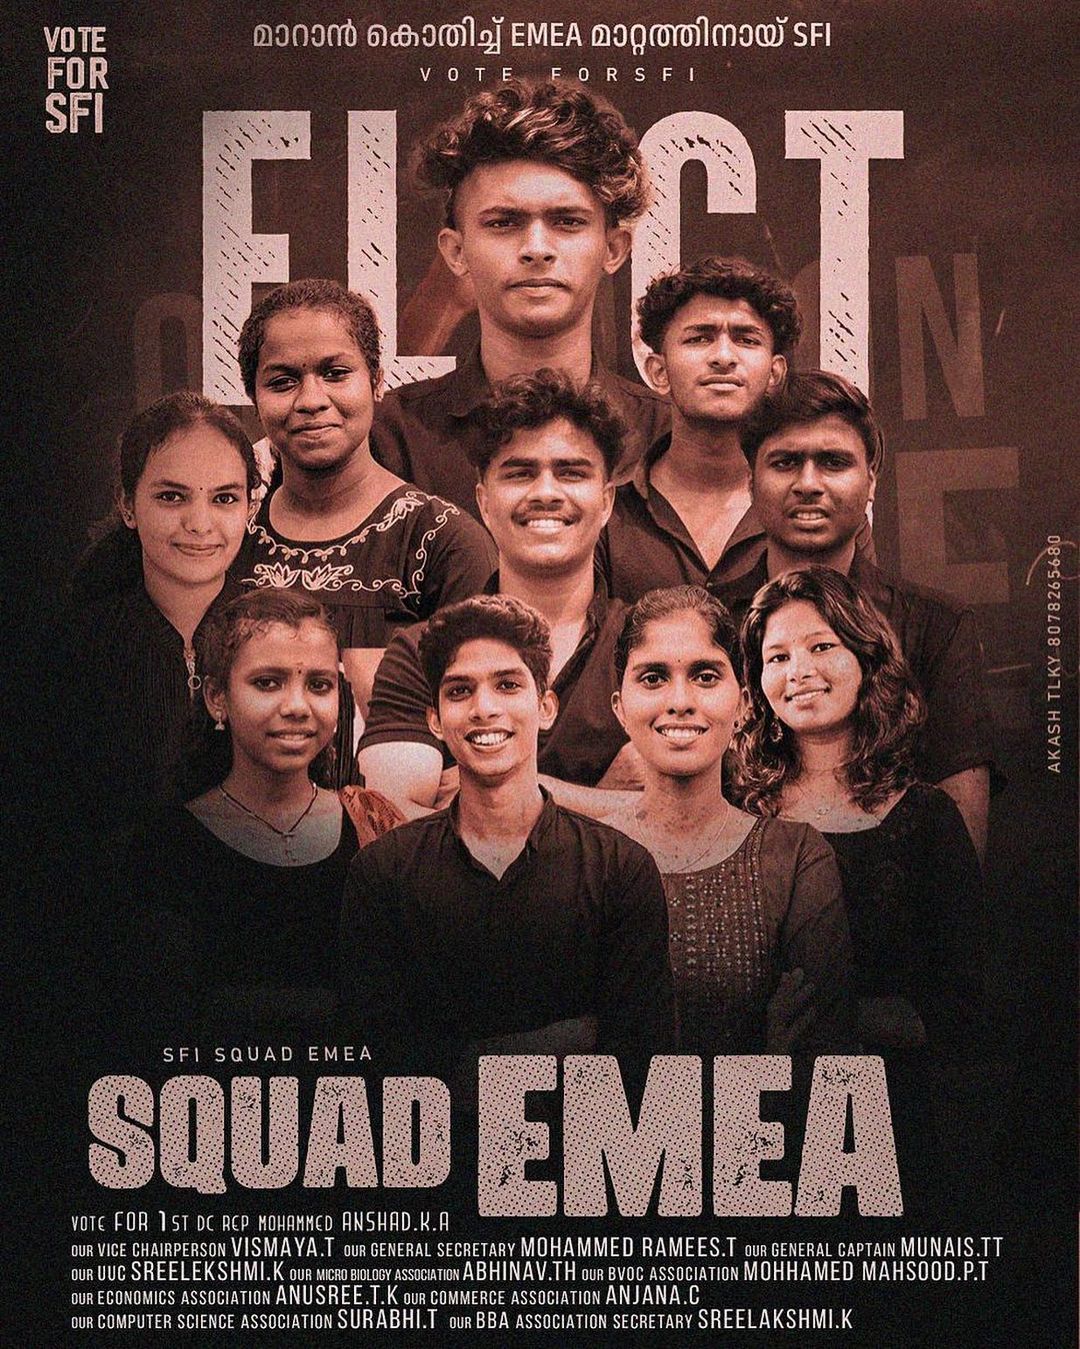 VOTE
FOR
SFI
മാറാൻ കൊതിച്ച് EMEA മാറ്റത്തിനായ് SFI
VOTE FORSFI
ELECT
AKASH TLKY 8078265680
SFI SQUAD EMEA
SQUAD EMEA
VOTE FOR 1ST DC REP MOHAMMED ANSHAD.K.A
OUR VICE CHAIRPERSON VISMAYA.T OUR GENERAL SECRETARY MOHAMMED RAMEES.T OUR GENERAL CAPTAIN MUNAIS.TT
OUR UUC SREELEKSHMI.K OUR MICRO BIOLOGY ASSOCIATION ABHINAV.TH OUR BVOC ASSOCIATION MOHHAMED MAHSOOD.P.T
OUR ECONOMICS ASSOCIATION ANUSREE.T.K OUR COMMERCE ASSOCIATION ANJANA.C
OUR COMPUTER SCIENCE ASSOCIATION SURABHI.T OUR BBA ASSOCIATION SECRETARY SREELAKSHMI.K